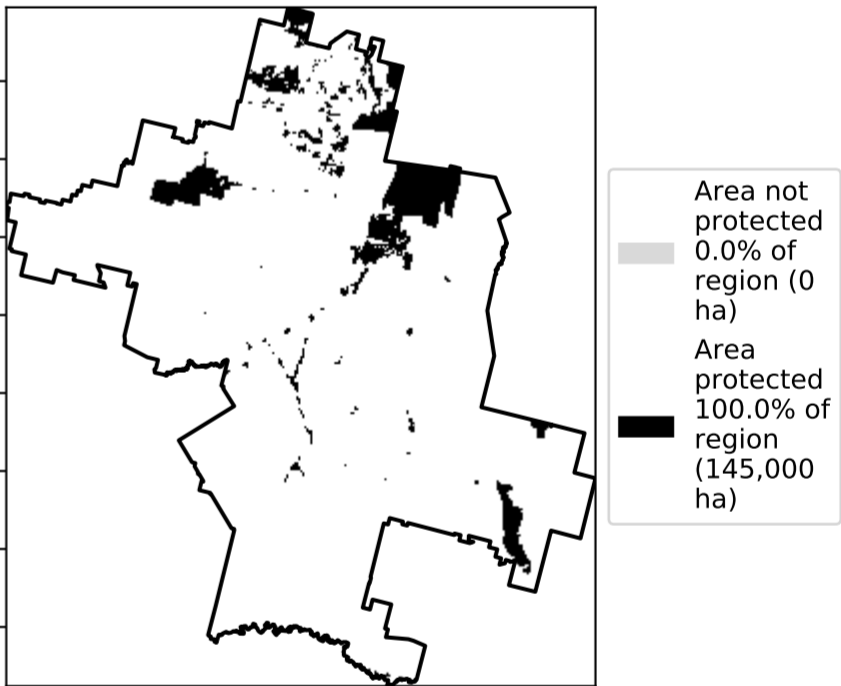 Area not
protected
0.0% of
region (0
ha)
Area
protected
100.0% of
region
(145,000
ha)